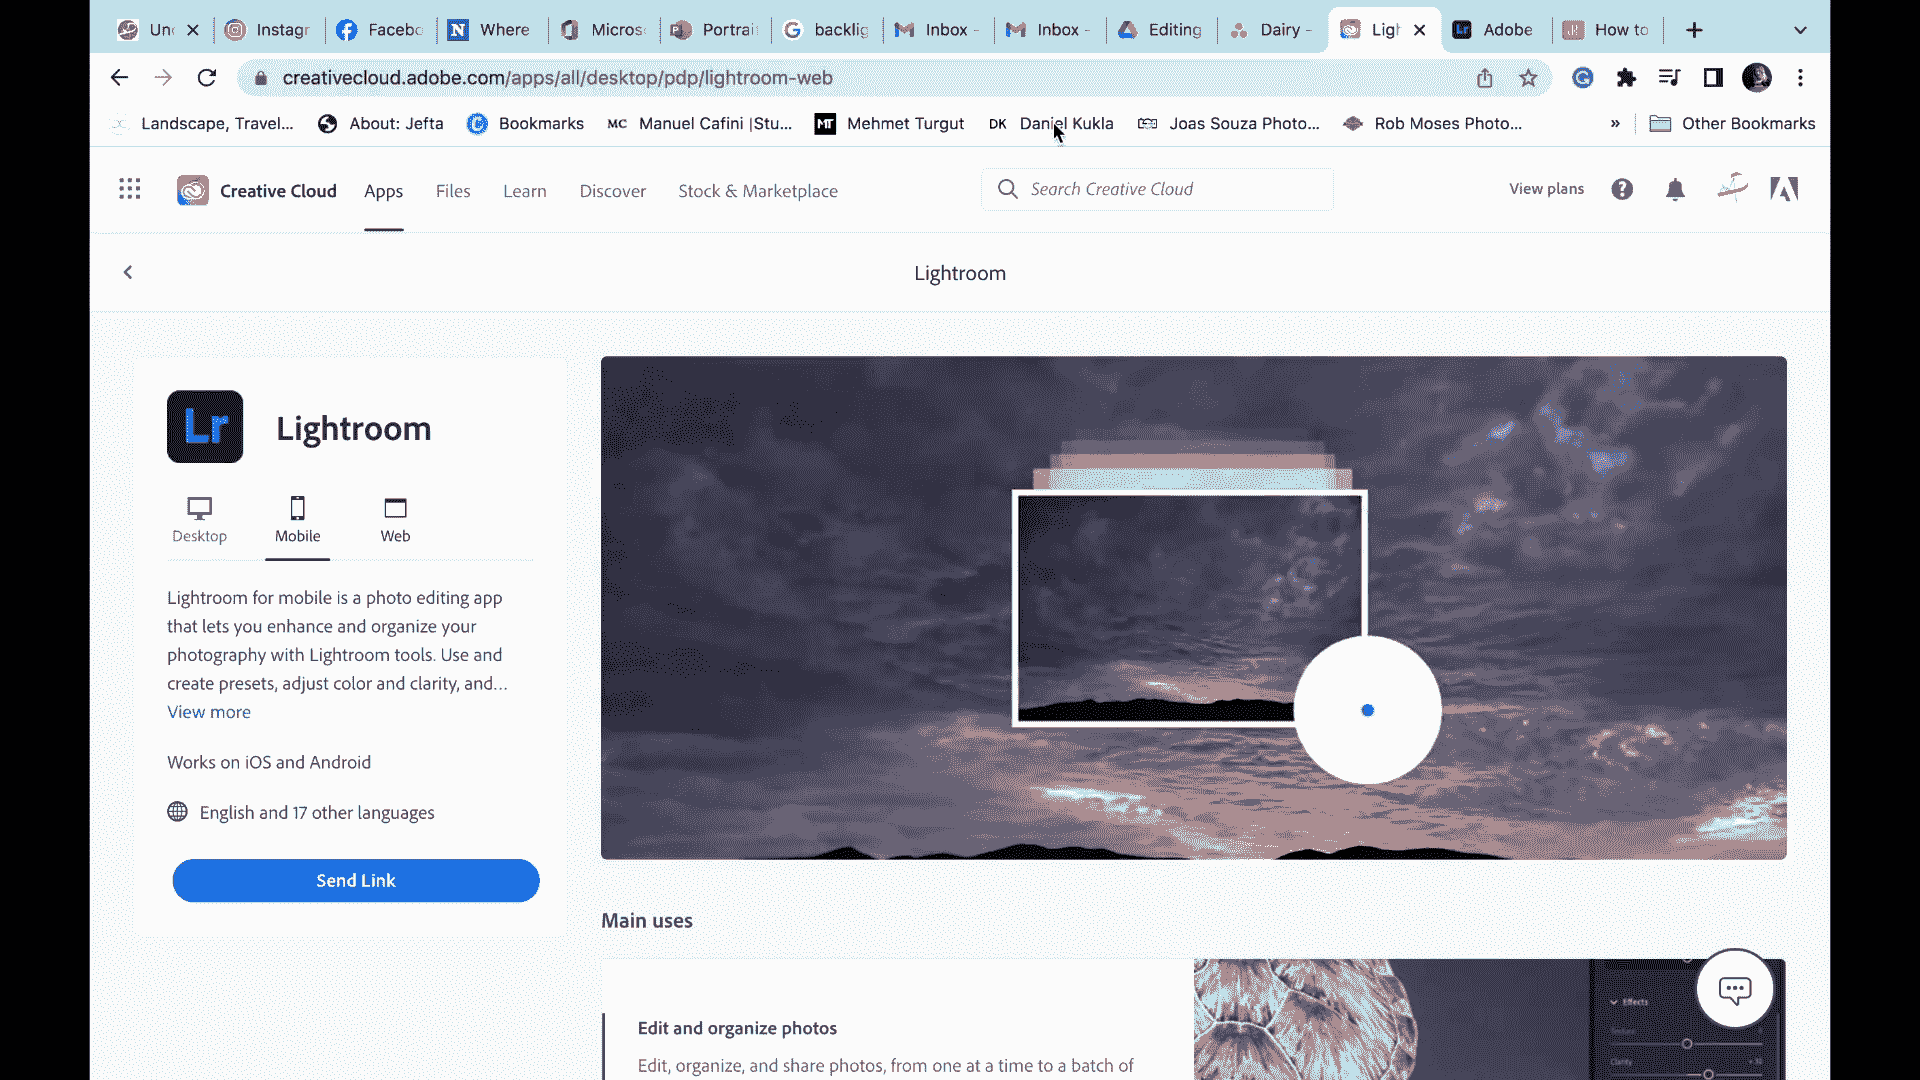 Un
Instagr
Facebo
Where
Micros
Portrai
backlig
Inbox -
Inbox -
Editing
Dairy -
Ligh
Adobe
How to
creativecloud.adobe.com/apps/all/desktop/pdp/lightroom-web
Landscape, Travel...
About: Jefta
Bookmarks
MC Manuel Cafini |Stu...
MT Mehmet Turgut
DK Daniel Kukla
Joas Souza Photo...
Rob Moses Photo...
»
Other Bookmarks
Creative Cloud
Apps
Files
Learn
Discover
Stock & Marketplace
Search Creative Cloud
View plans
Lightroom
Lr
Lightroom
Desktop
Mobile
Web
Lightroom for mobile is a photo editing app
that lets you enhance and organize your
photography with Lightroom tools. Use and
create presets, adjust color and clarity, and...
View more
Works on iOS and Android
English and 17 other languages
Send Link
Main uses
Edit and organize photos
Edit, organize, and share photos, from one at a time to a batch of
Effects
Clarity